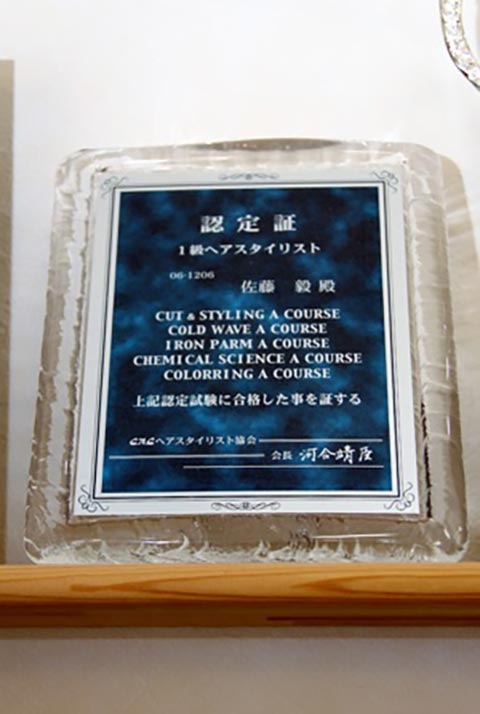 認定証
1級ヘアスタイリスト
06-1206
佐藤 毅 殿
CUT & STYLING A COURSE
COLD WAVE A COURSE
IRON PARM A COURSE
CHEMICAL SCIENCE A COURSE
COLORRING A COURSE
上記認定試験に合格した事を証する
ヘアスタイリスト協会
会長 河合靖